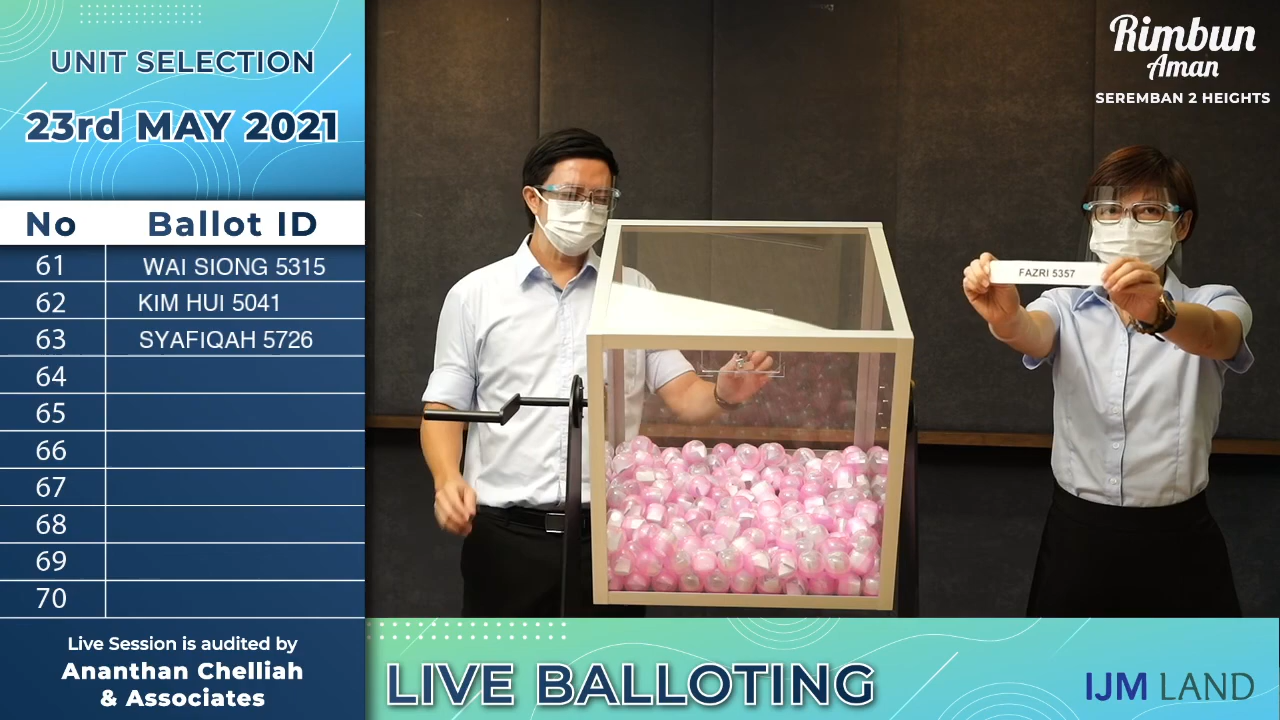 UNIT SELECTION
23rd MAY 2021
No Ballot ID
61 WAI SIONG 5315
62 KIM HUI 5041
63 SYAFIQAH 5726
64
65
66
67
68
69
70
Live Session is audited by
Ananthan Chelliah
& Associates
Rimbun
Aman
SEREMBAN 2 HEIGHTS
FAZRI 5357
LIVE BALLOTING
IJM LAND